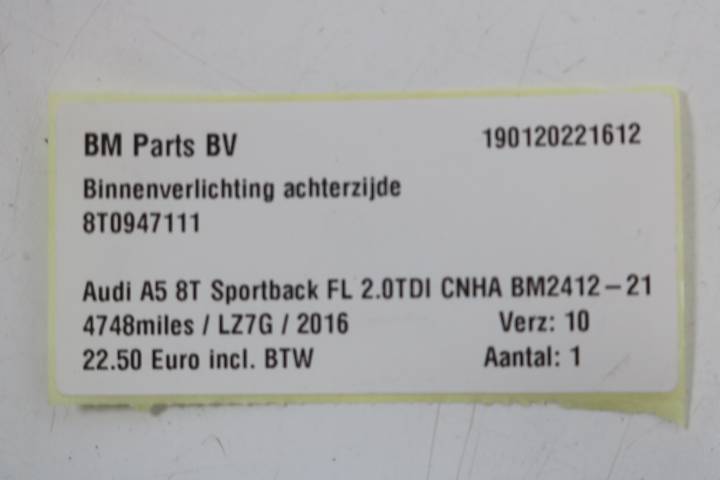 BM Parts BV 190120221612
Binnenverlichting achterzijde
8T0947111
Audi A5 8T Sportback FL 2.0TDI CNHA BM2412-21
4748miles / LZ7G / 2016 Verz: 10
22.50 Euro incl. BTW Aantal: 1